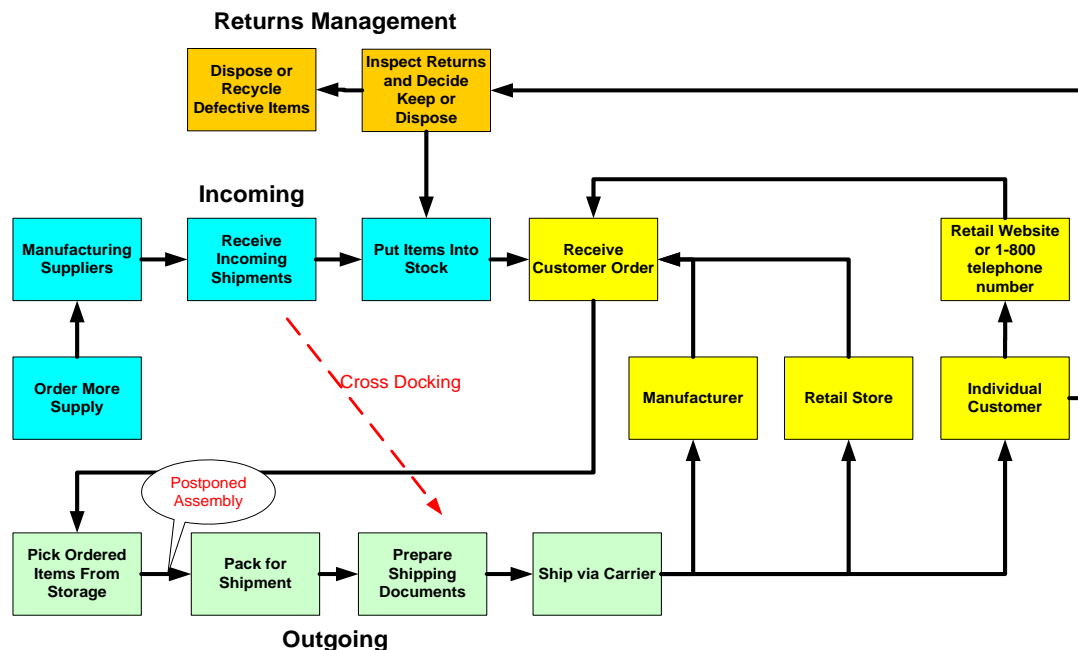 Returns Management
Dispose or
Recycle
Defective Items
Inspect Returns
and Decide
Keep or
Dispose
Incoming
Manufacturing
Suppliers
Receive
Incoming
Shipments
Put Items Into
Stock
Receive
Customer Order
Retail Website
or 1-800
telephone
number
Order More
Supply
Cross Docking
Manufacturer
Retail Store
Individual
Customer
Postponed
Assembly
Pick Ordered
Items From
Storage
Pack for
Shipment
Prepare
Shipping
Documents
Ship via Carrier
Outgoing